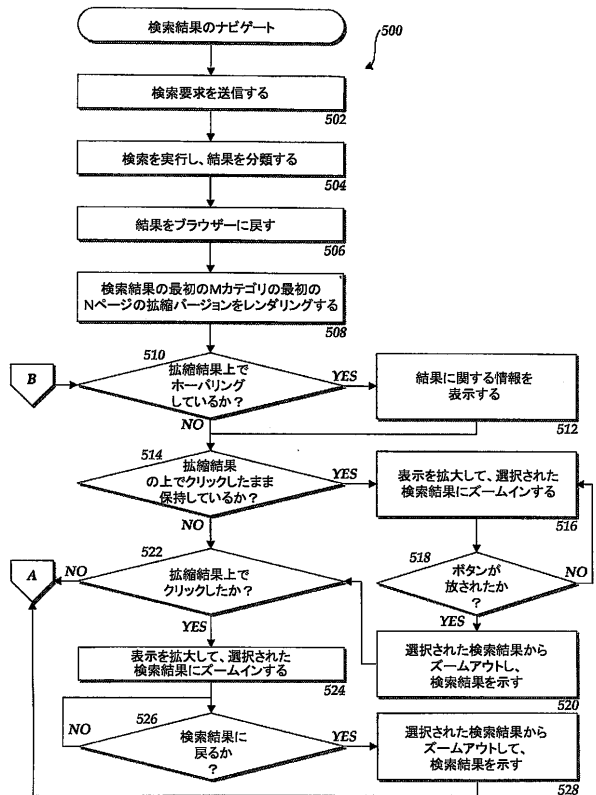 検索結果のナビゲート
500
検索要求を送信する
502
検索を実行し、結果を分類する
504
結果をブラウザーに戻す
506
検索結果の最初のMカテゴリの最初の
Nページの拡縮バージョンをレンダリングする
508
B
510
拡縮結果上で
ホーバリング
しているか？
YES
NO
結果に関する情報を
表示する
512
514
拡縮結果
の上でクリックしたまま
保持しているか？
YES
NO
表示を拡大して、選択された
検索結果にズームインする
516
518
ボタンが
放されたか
？
NO
YES
A
NO
522
拡縮結果上で
クリックしたか？
YES
選択された検索結果から
ズームアウトし、
検索結果を示す
520
表示を拡大して、選択された
検索結果にズームインする
524
NO
526
検索結果に
戻るか
？
YES
選択された検索結果から
ズームアウトして、
検索結果を示す
528